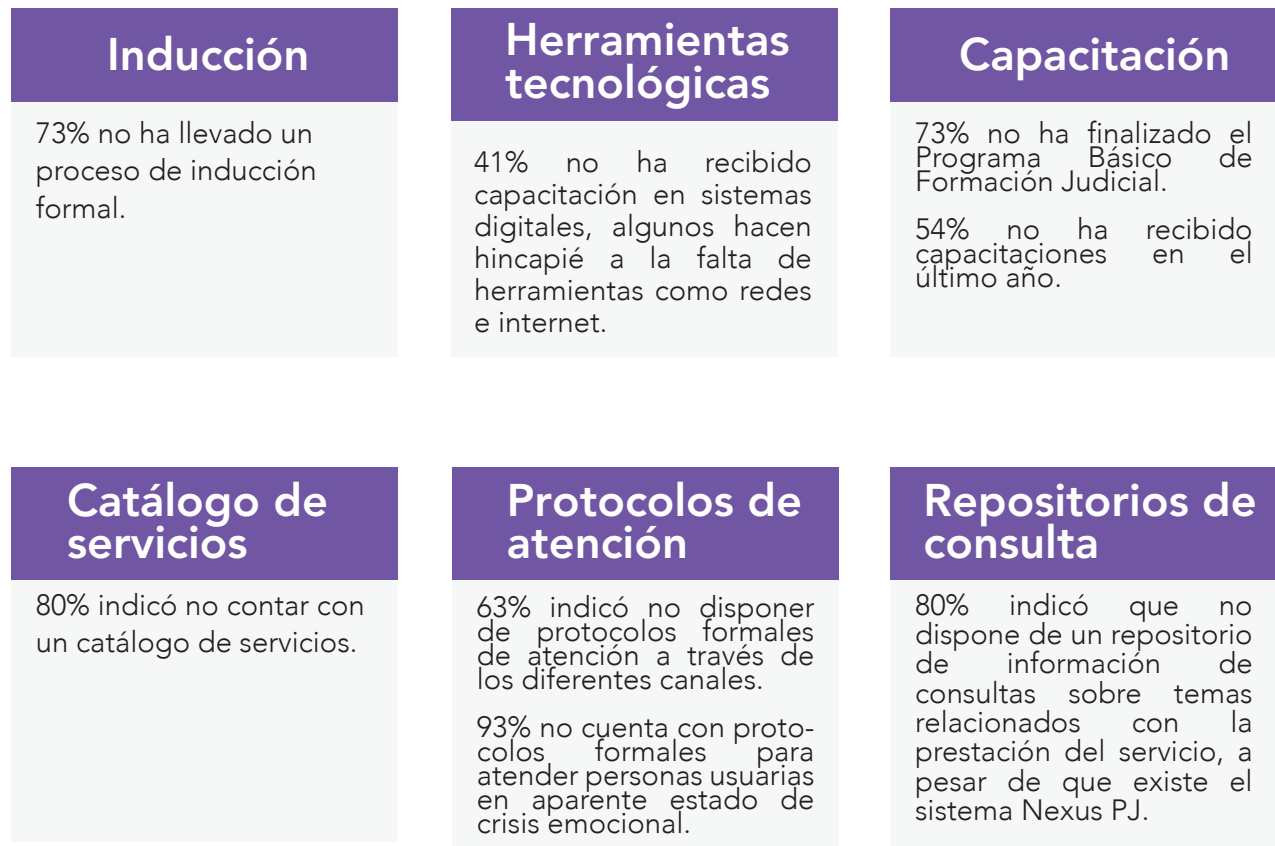 Inducción
73% no ha llevado un
proceso de inducción
formal.
Herramientas
tecnológicas
41% no ha recibido
capacitación en sistemas
digitales, algunos hacen
hincapié a la falta de
herramientas como redes
e internet.
Capacitación
73% no ha finalizado el
Programa Básico de
Formación Judicial.
54% no ha recibido
capacitaciones en el
último año.
Catálogo de
servicios
80% indicó no contar con
un catálogo de servicios.
Protocolos de
atención
63% indicó no disponer
de protocolos formales
de atención a través de
los diferentes canales.
93% no cuenta con proto-
colos formales para
atender personas usuarias
en aparente estado de
crisis emocional.
Repositorios de
consulta
80% indicó que no
dispone de un repositorio
de información de
consultas sobre temas
relacionados con la
prestación del servicio, a
pesar de que existe el
sistema Nexus PJ.